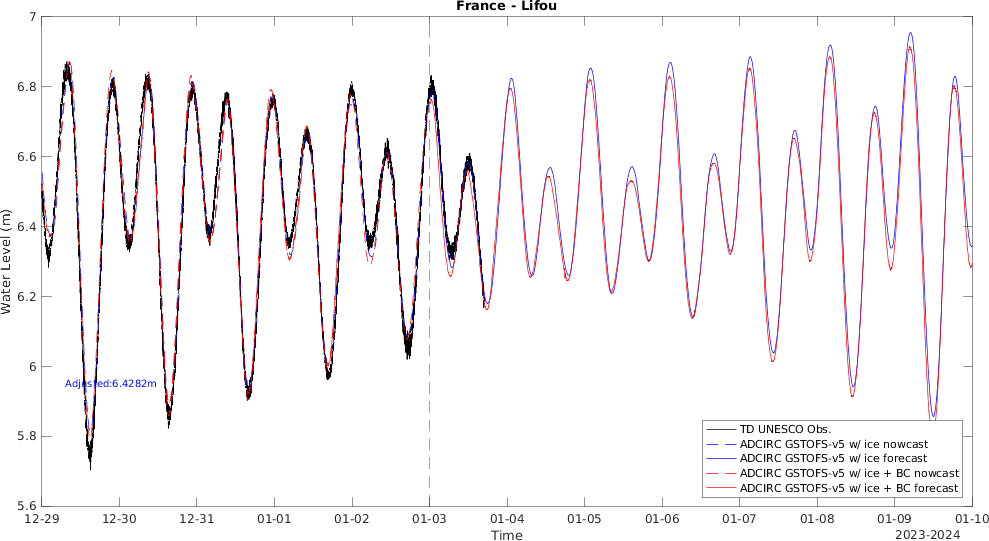 France - Lifou
7
6.8
6.6
6.4
6.2
6
5.8
5.6
Water Level (m)
Adjusted:6.4282m
TD UNESCO Obs.
ADCIRC GSTOFS-v5 w/ ice nowcast
ADCIRC GSTOFS-v5 w/ ice forecast
ADCIRC GSTOFS-v5 w/ ice + BC nowcast
ADCIRC GSTOFS-v5 w/ ice + BC forecast
12-29 12-30 12-31 01-01 01-02 01-03 01-04 01-05 01-06 01-07 01-08 01-09 01-10
Time
2023-2024